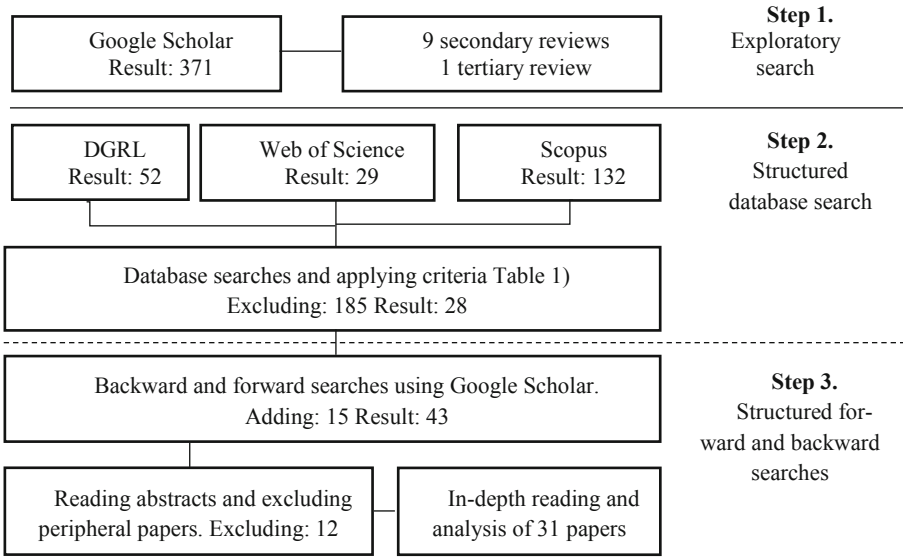 Google Scholar
Result: 371
9 secondary reviews
1 tertiary review
Step 1.
Exploratory
search
DGRL
Result: 52
Web of Science
Result: 29
Scopus
Result: 132
Step 2.
Structured
database search
Database searches and applying criteria Table 1)
Excluding: 185 Result: 28
Backward and forward searches using Google Scholar.
Adding: 15 Result: 43
Step 3.
Structured for-
ward and backward
searches
Reading abstracts and excluding
peripheral papers. Excluding: 12
In-depth reading and
analysis of 31 papers